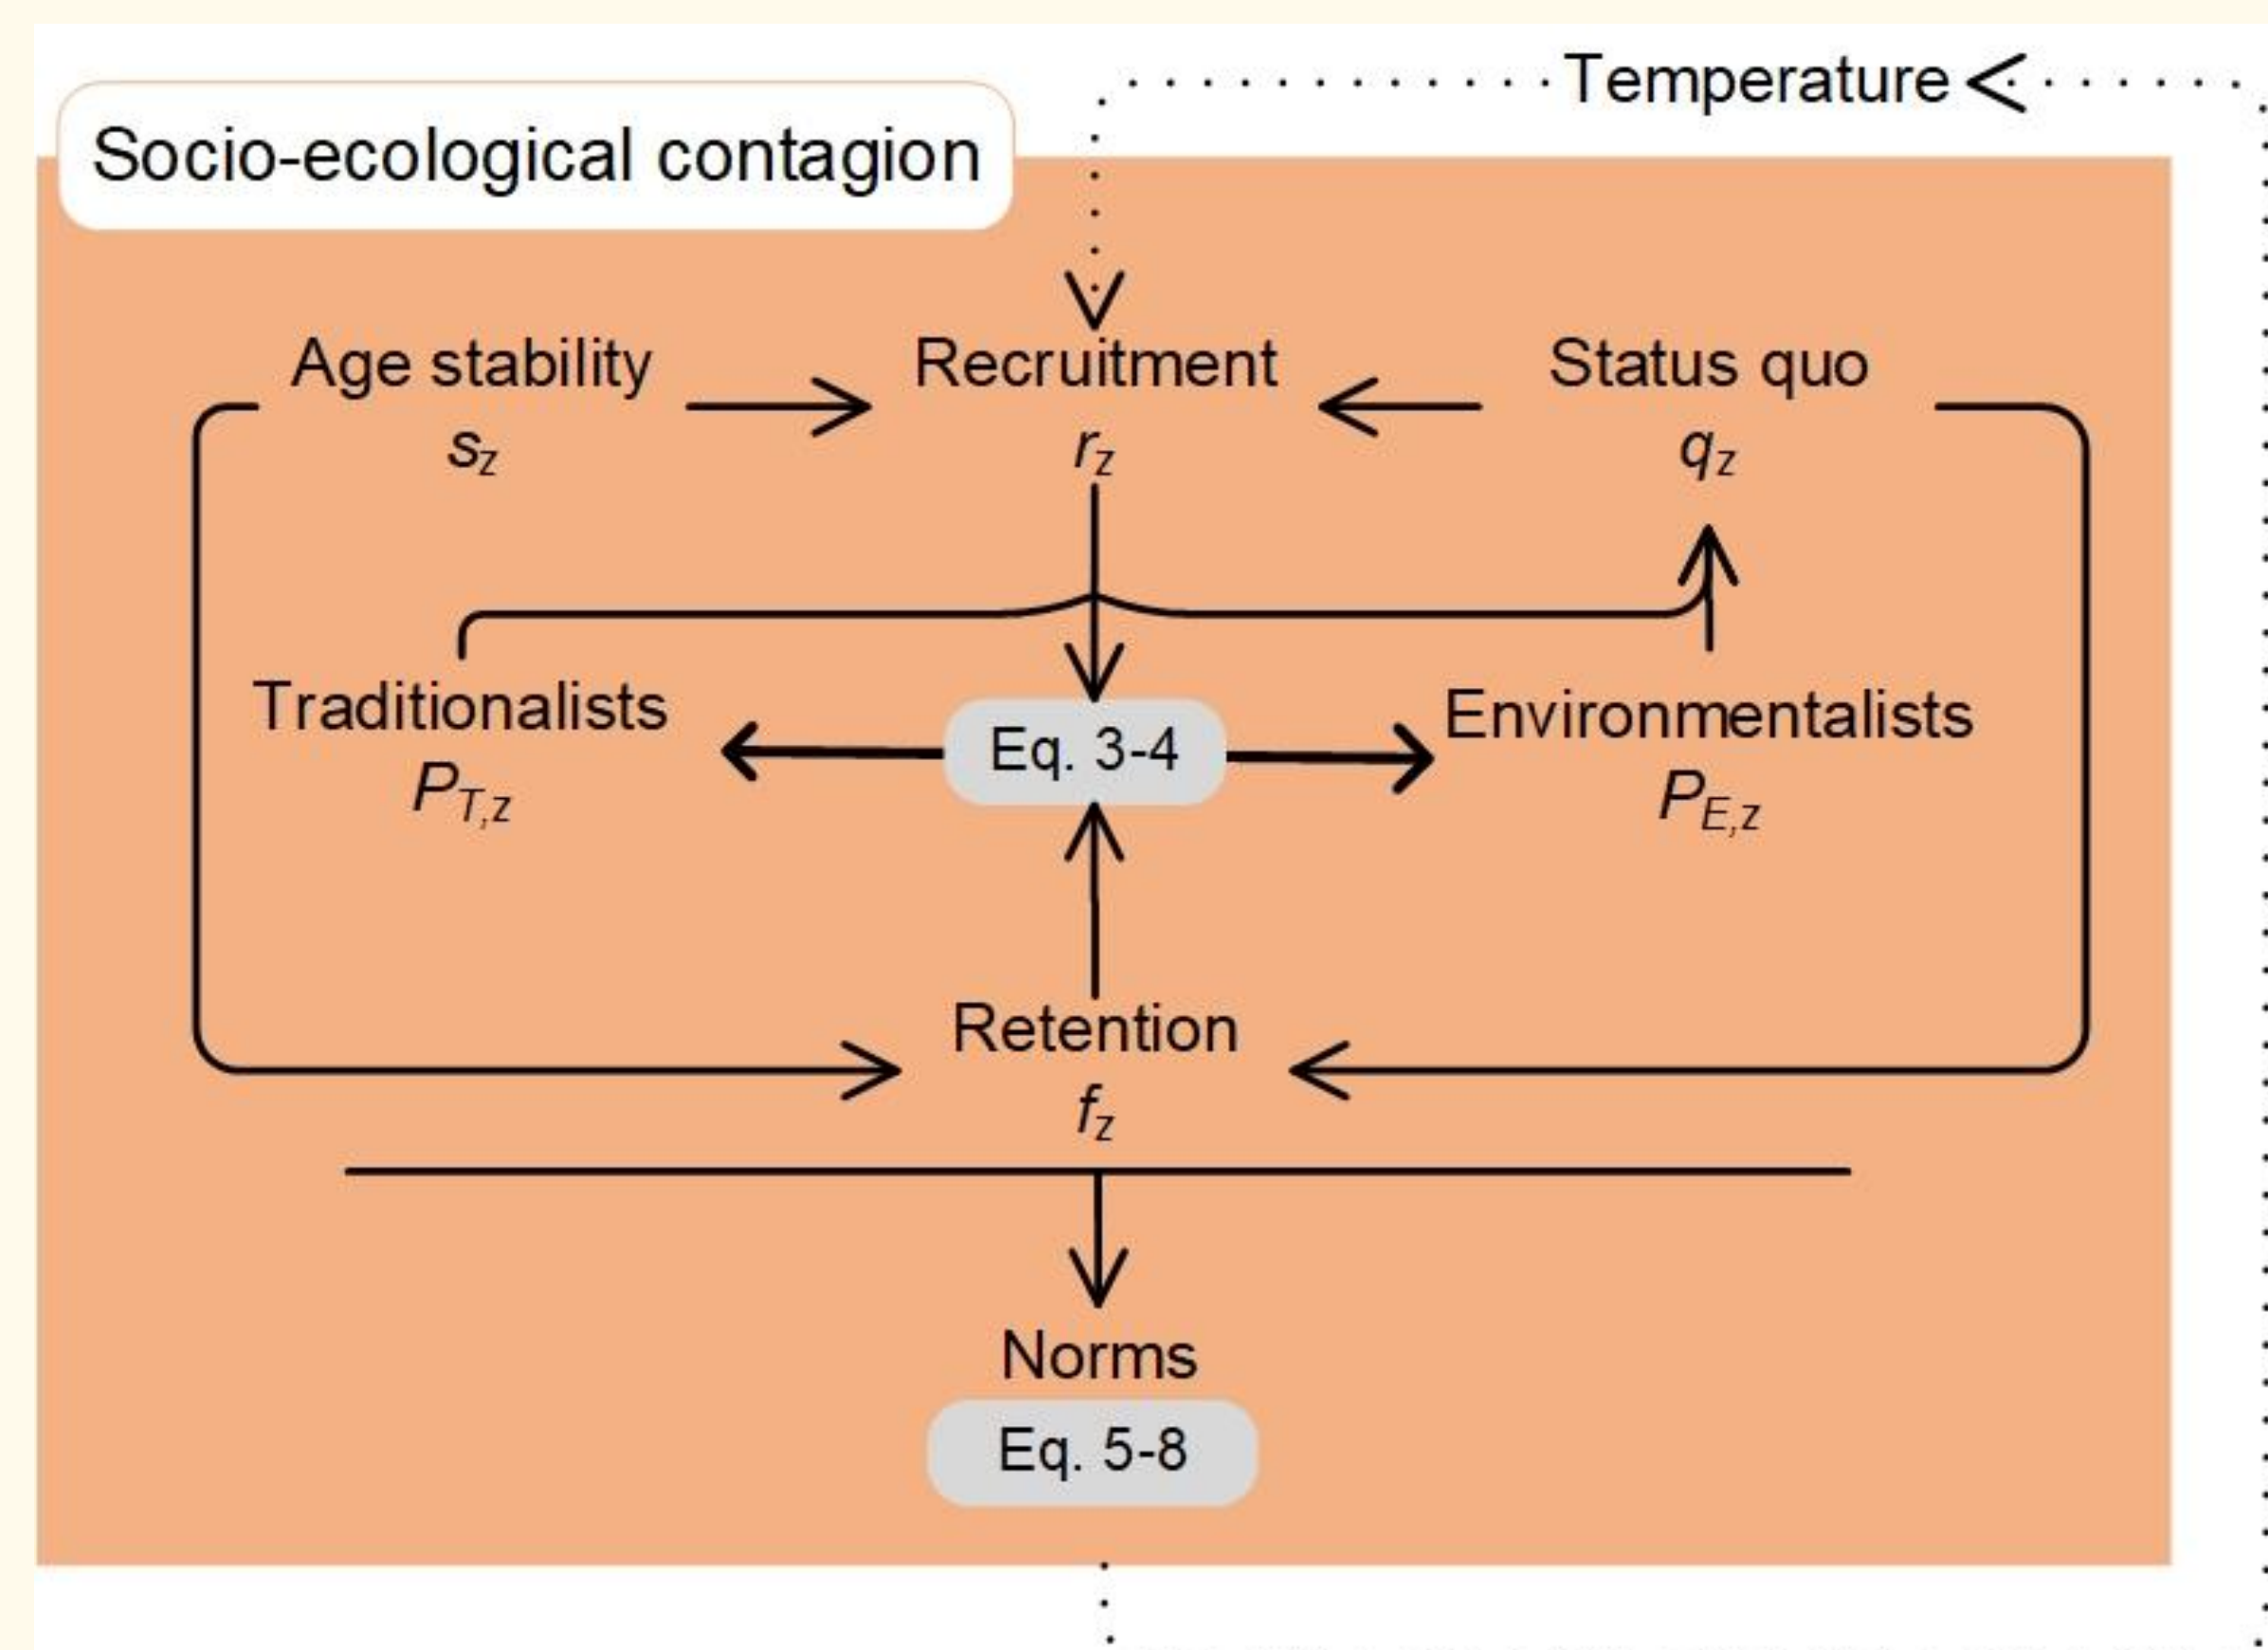 Temperature
Socio-ecological contagion
Age stability
s_z
Recruitment
r_z
Status quo
q_z
Traditionalists
P_T,z
Eq. 3-4
Environmentalists
P_E,z
Retention
f_z
Norms
Eq. 5-8